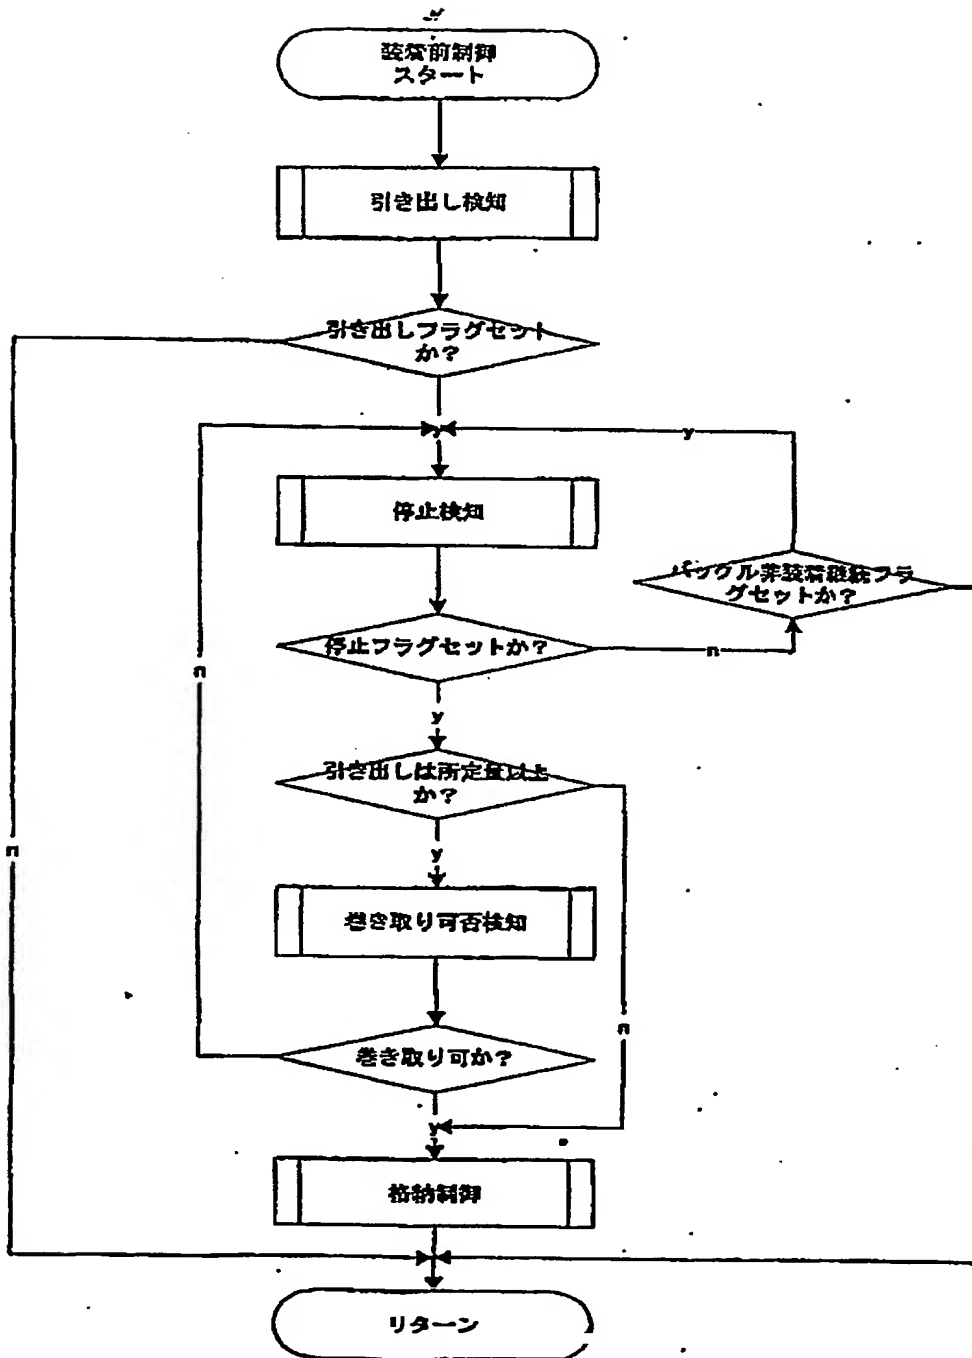 装着前制御
スタート
引き出し検知
引き出しフラグセット
か？
y
y
停止検知
バックル非装着継続フラ
グセットか？
停止フラグセットか？
n
n
y
引き出しは所定量以上
か？
n
y
巻き取り可否検知
n
巻き取り可か？
y
格納制御
リターン